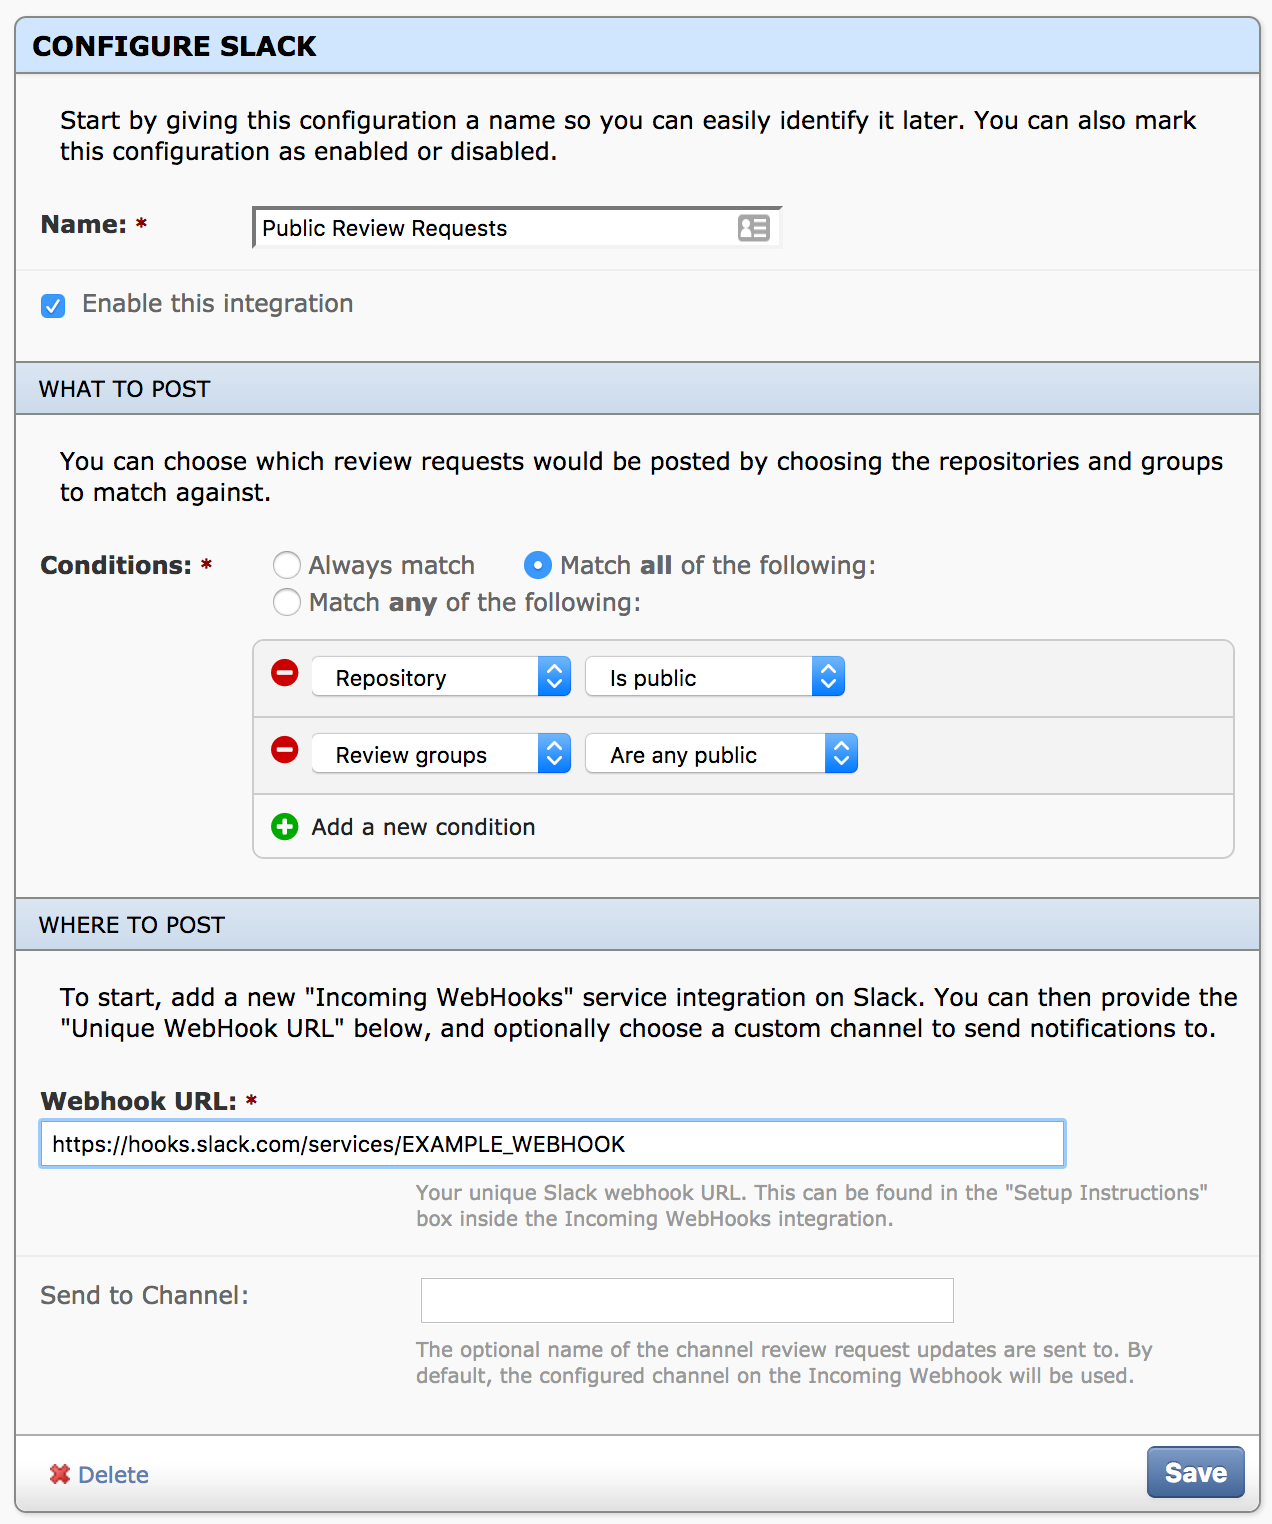 CONFIGURE SLACK
Start by giving this configuration a name so you can easily identify it later. You can also mark
this configuration as enabled or disabled.
Name: *
Public Review Requests
Enable this integration
WHAT TO POST
You can choose which review requests would be posted by choosing the repositories and groups
to match against.
Conditions: *
Always match
Match all of the following:
Match any of the following:
Repository
Is public
Review groups
Are any public
Add a new condition
WHERE TO POST
To start, add a new "Incoming WebHooks" service integration on Slack. You can then provide the
"Unique WebHook URL" below, and optionally choose a custom channel to send notifications to.
Webhook URL: *
https://hooks.slack.com/services/EXAMPLE_WEBHOOK
Your unique Slack webhook URL. This can be found in the "Setup Instructions"
box inside the Incoming WebHooks integration.
Send to Channel:
The optional name of the channel review request updates are sent to. By
default, the configured channel on the Incoming Webhook will be used.
Delete
Save